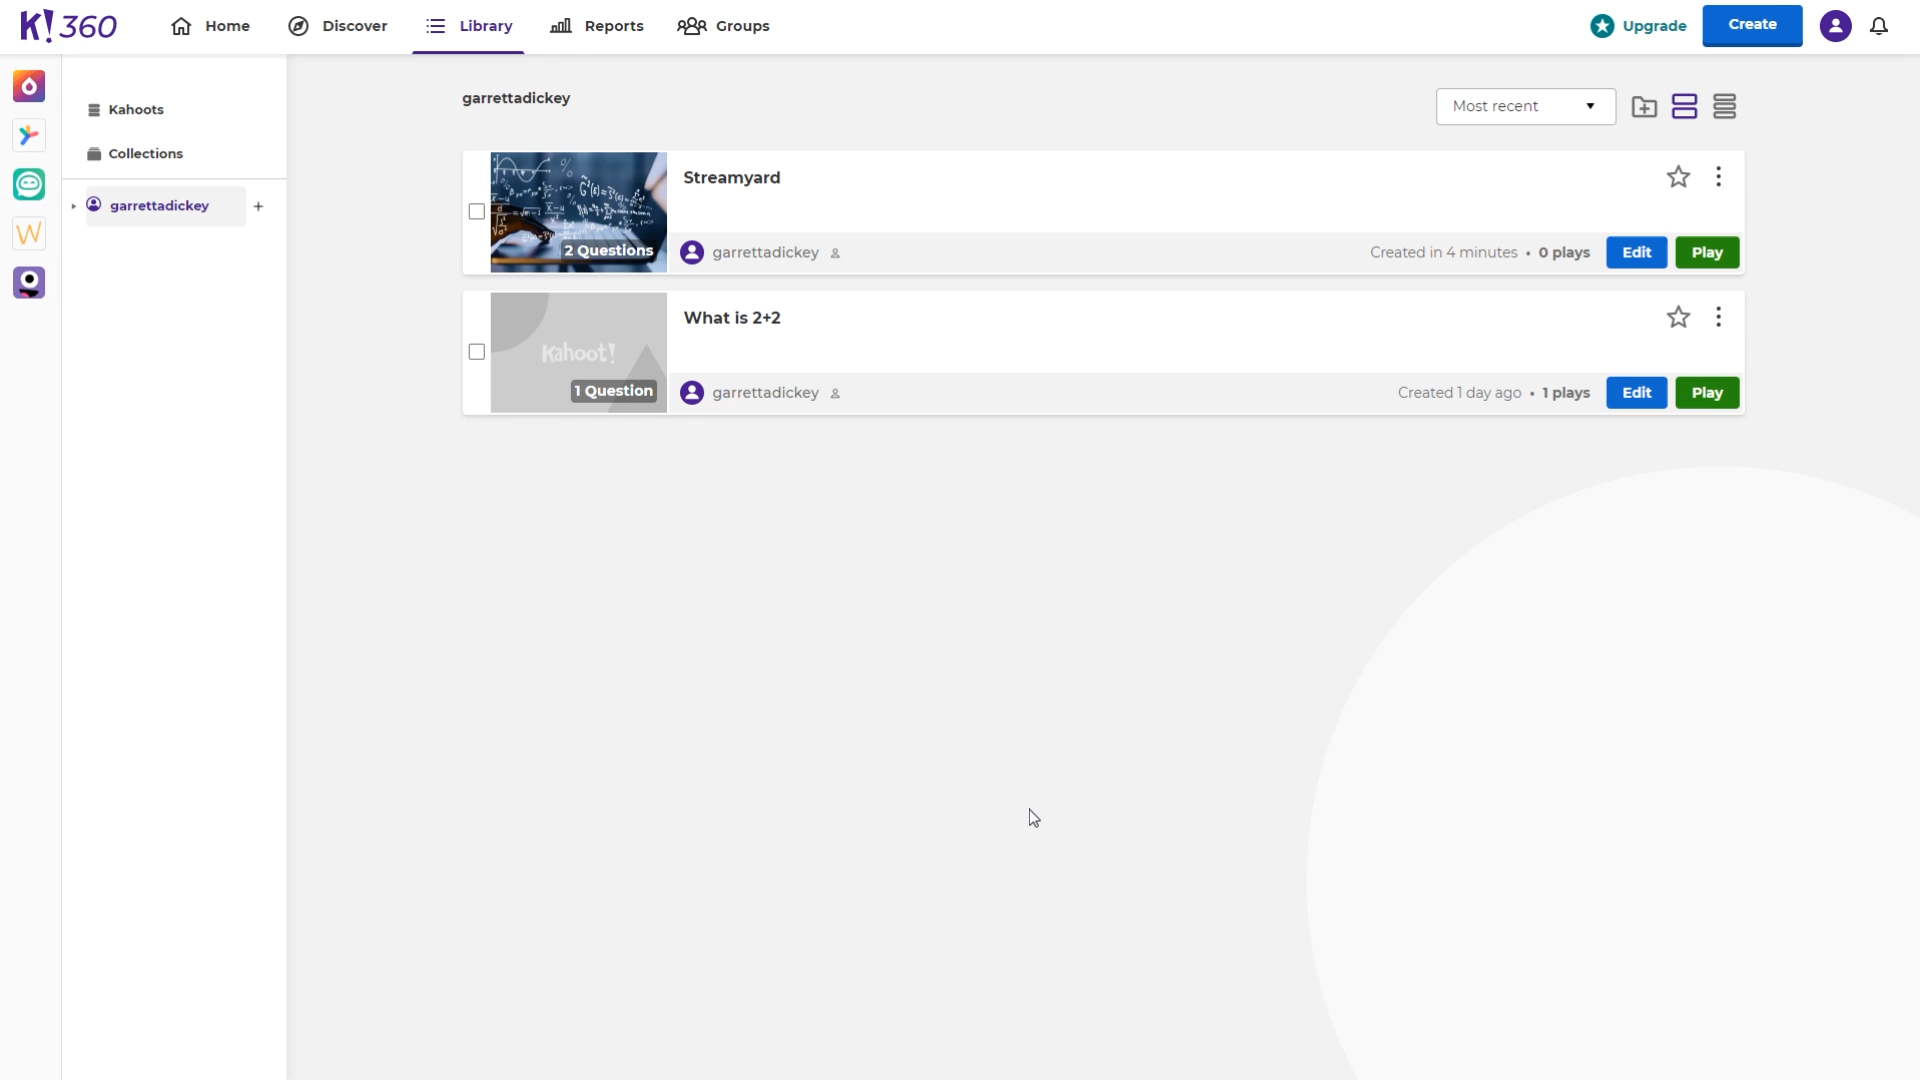 K!360
Home
Discover
Library
Reports
Groups
Upgrade
Create
Kahoots
Collections
garrettadickey
+
garrettadickey
Most recent
Streamyard
2 Questions
garrettadickey
Created in 4 minutes • 0 plays
Edit
Play
What is 2+2
Kahoot!
1 Question
garrettadickey
Created 1 day ago • 1 plays
Edit
Play
W